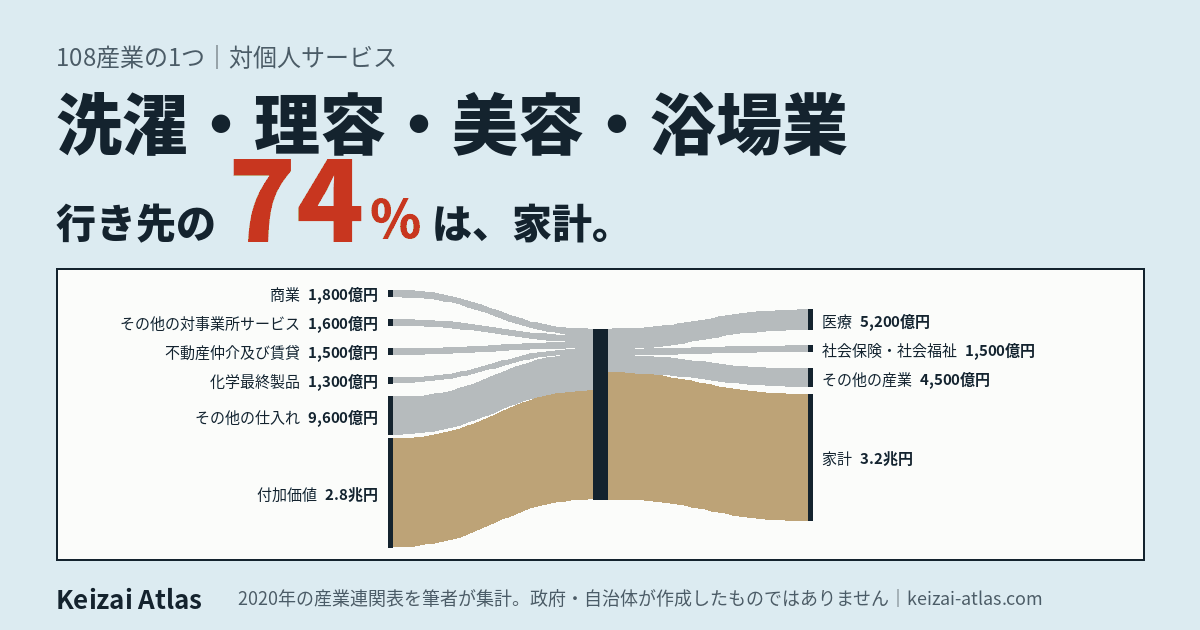 108産業の1つ｜対個人サービス
洗濯・理容・美容・浴場業
行き先の 74% は、家計。
商業 1,800億円
その他の対事業所サービス 1,600億円
不動産仲介及び賃貸 1,500億円
化学最終製品 1,300億円
その他の仕入れ 9,600億円
付加価値 2.8兆円
医療 5,200億円
社会保険・社会福祉 1,500億円
その他の産業 4,500億円
家計 3.2兆円
Keizai Atlas 2020年の産業連関表を筆者が集計。政府・自治体が作成したものではありません｜keizai-atlas.com